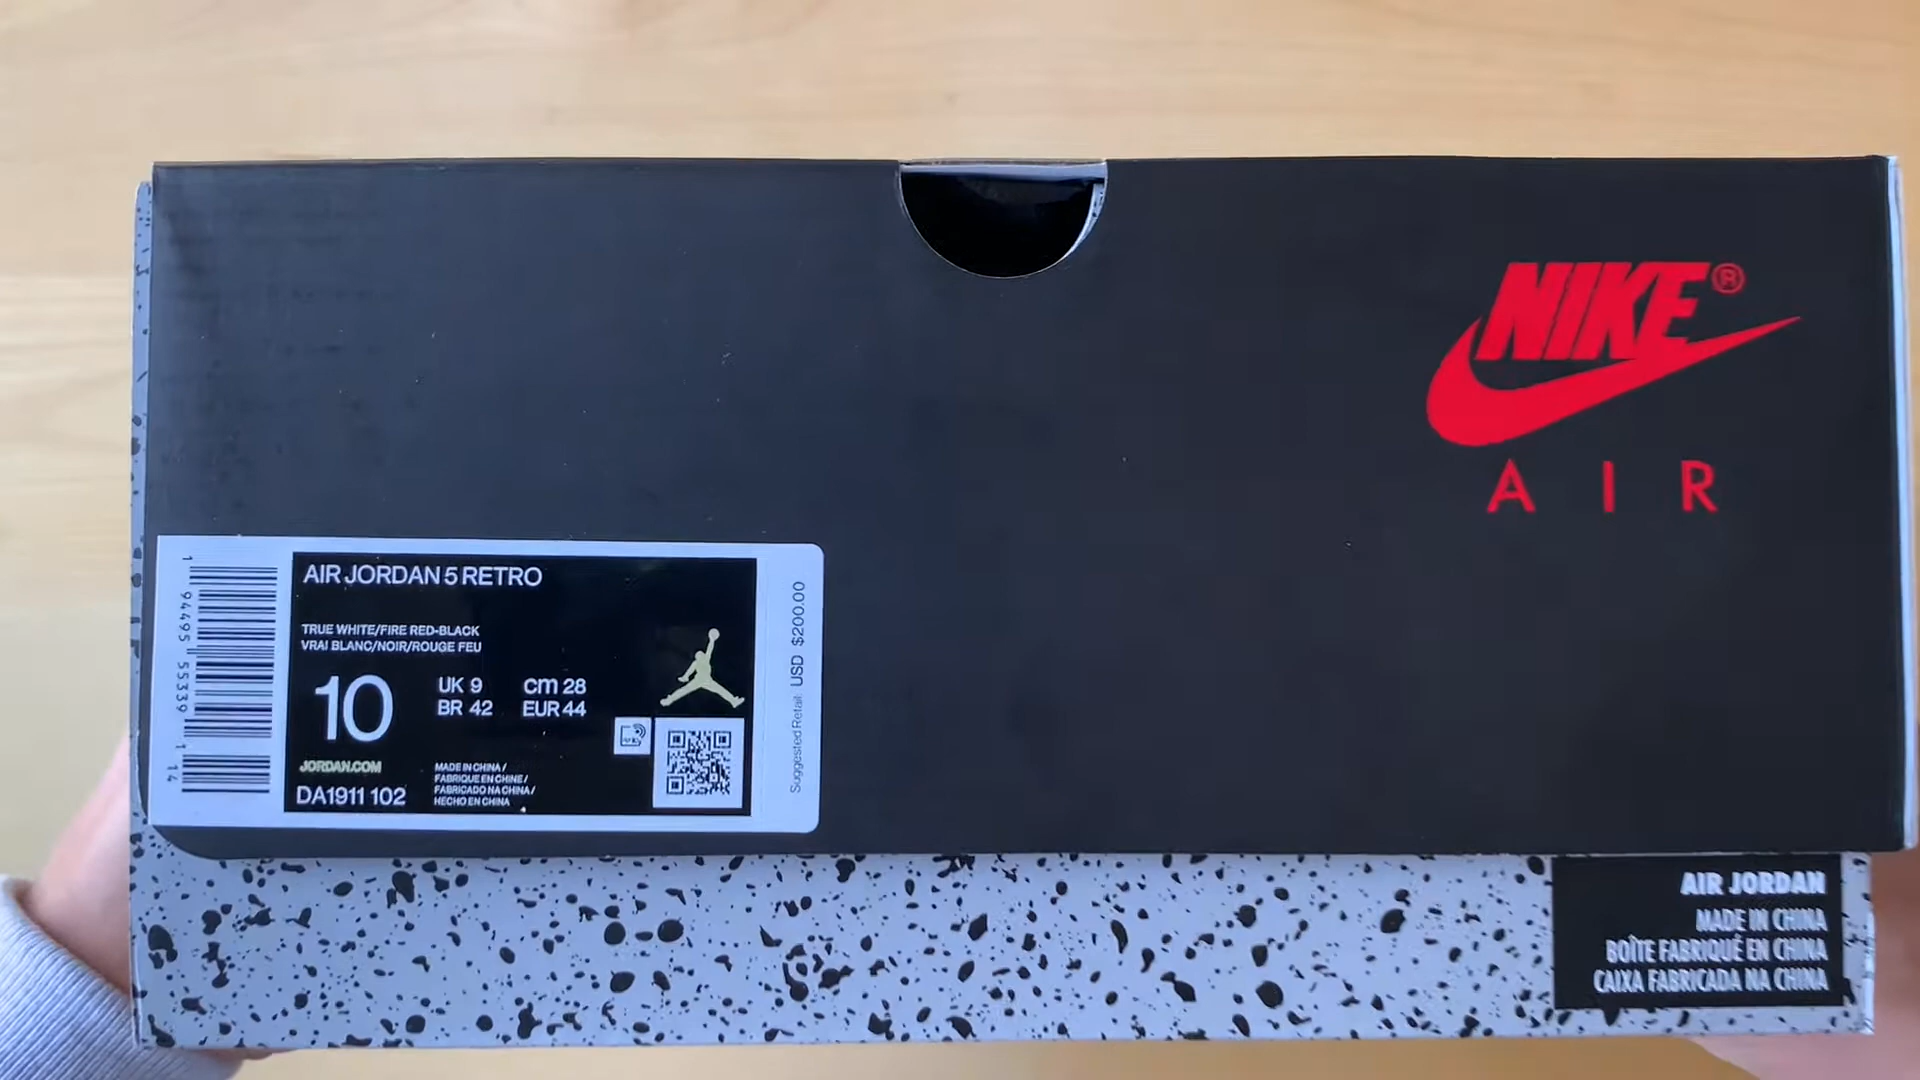 NIKE®
AIR
AIR JORDAN 5 RETRO
TRUE WHITE/FIRE RED-BLACK
VRAI BLANC/NOIR/ROUGE FEU
10
UK 9
cm 28
BR 42
EUR 44
JORDAN.COM
DA1911 102
MADE IN CHINA /
FABRIQUE EN CHINE /
FABRICADO NA CHINA /
HECHO EN CHINA
1 94495 55339 1 14
Suggested Retail: USD $200.00
AIR JORDAN
MADE IN CHINA
BOÎTE FABRIQUÉ EN CHINA
CAIXA FABRICADA NA CHINA